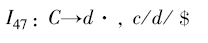 I₄₇: C→d·, c/d/ $